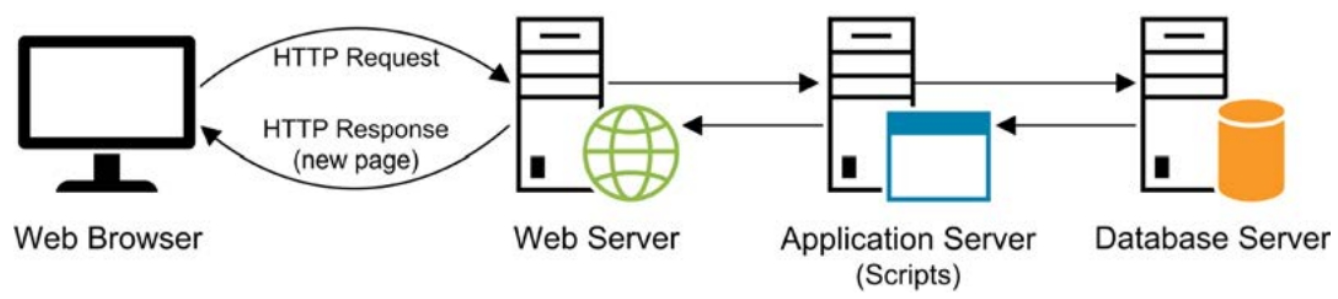 HTTP Request
HTTP Response
(new page)
Web Browser
Web Server
Application Server
(Scripts)
Database Server